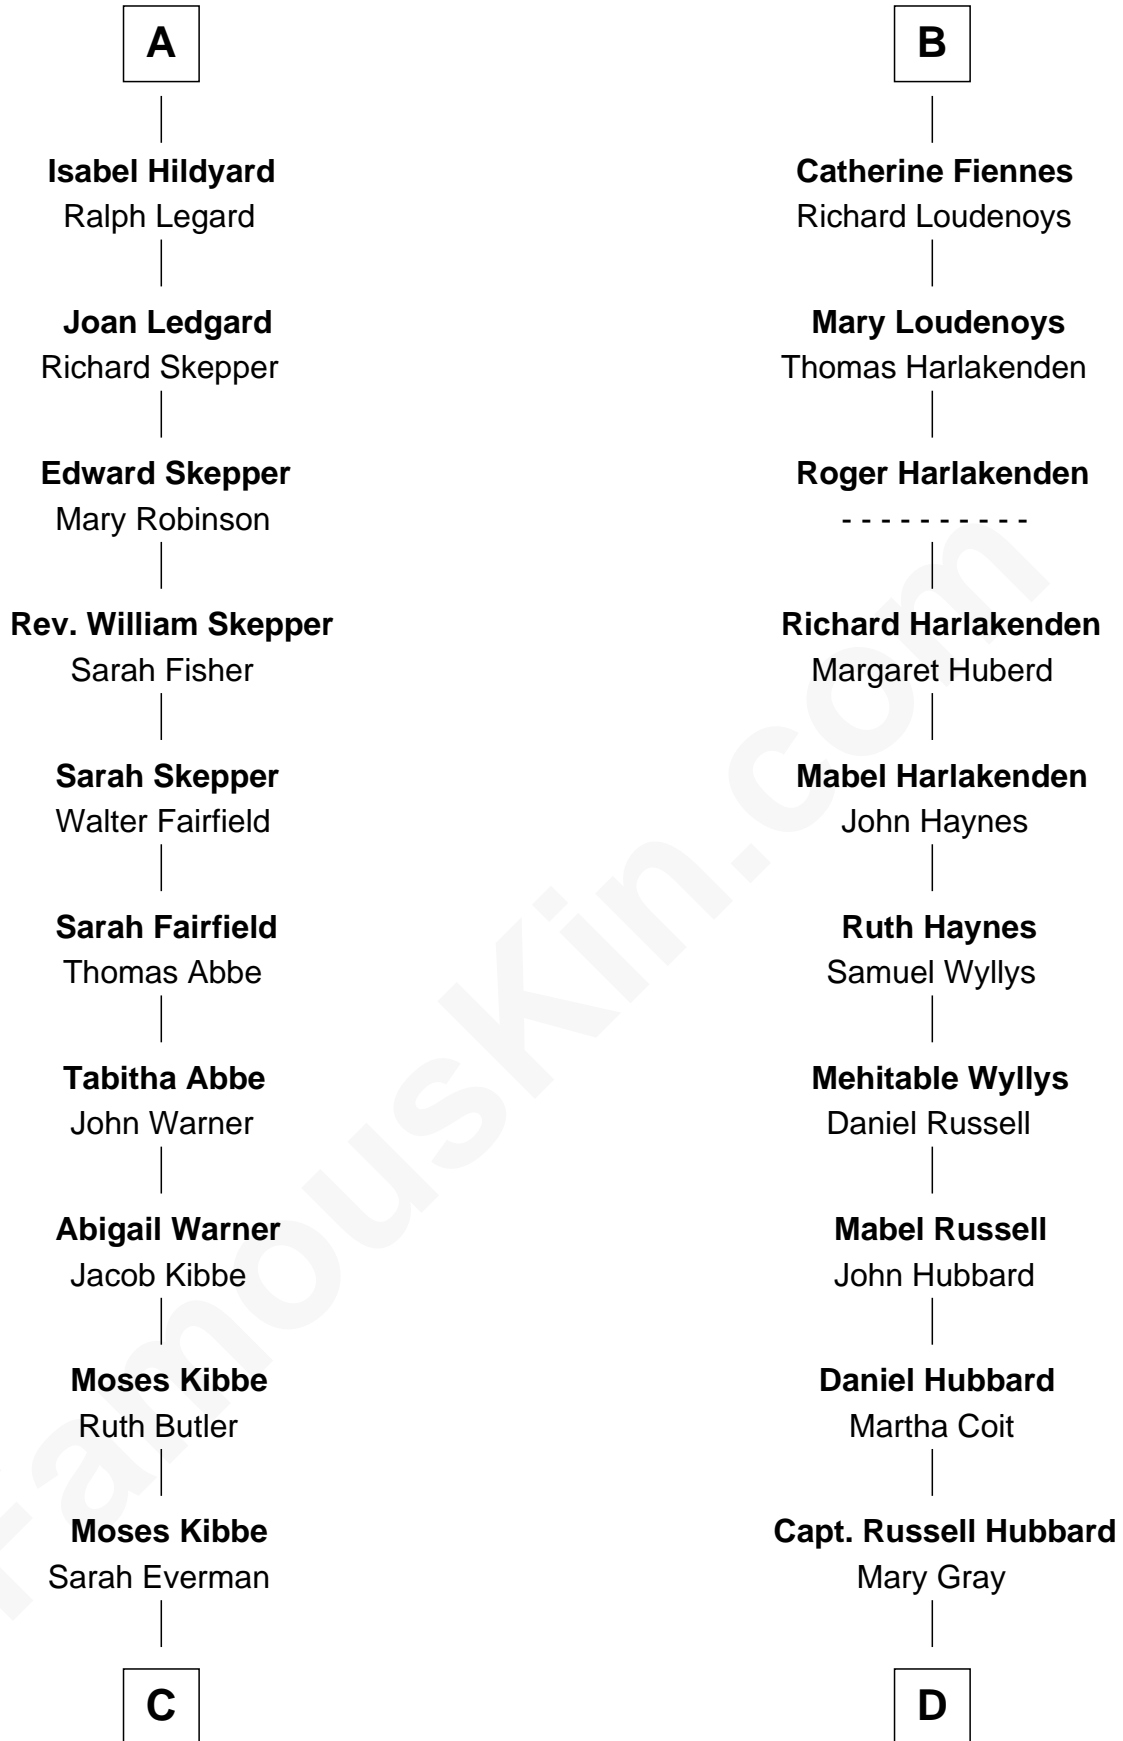 A
Isabel Hildyard
Ralph Legard
Joan Ledgard
Richard Skepper
Edward Skepper
Mary Robinson
Rev. William Skepper
Sarah Fisher
Sarah Skepper
Walter Fairfield
Sarah Fairfield
Thomas Abbe
Tabitha Abbe
John Warner
Abigail Warner
Jacob Kibbe
Moses Kibbe
Ruth Butler
Moses Kibbe
Sarah Everman
C
B
Catherine Fiennes
Richard Loudenoys
Mary Loudenoys
Thomas Harlakenden
Roger Harlakenden
- - - - - - - - - -
Richard Harlakenden
Margaret Huberd
Mabel Harlakenden
John Haynes
Ruth Haynes
Samuel Wyllys
Mehitable Wyllys
Daniel Russell
Mabel Russell
John Hubbard
Daniel Hubbard
Martha Coit
Capt. Russell Hubbard
Mary Gray
D
FamousKin.com